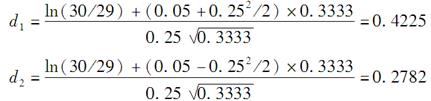 d₁ = (ln(30/29) + (0.05 + 0.25²/2) × 0.3333) / (0.25 √0.3333) = 0.4225
d₂ = (ln(30/29) + (0.05 − 0.25²/2) × 0.3333) / (0.25 √0.3333) = 0.2782